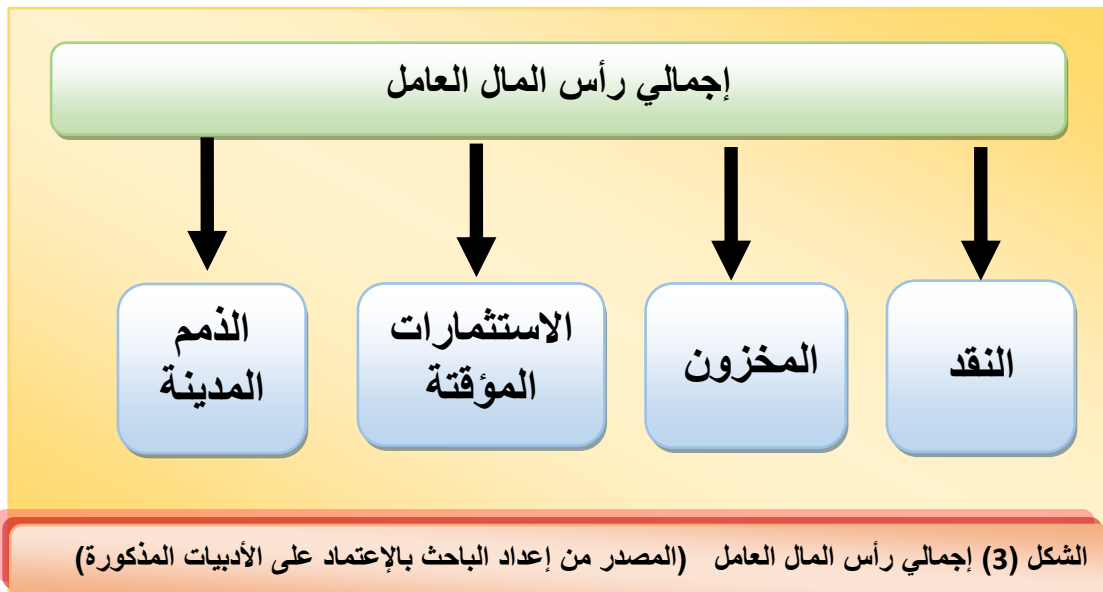 إجمالي رأس المال العامل
النقد
المخزون
الاستثمارات
المؤقتة
الذمم
المدينة
الشكل (3) إجمالي رأس المال العامل (المصدر من إعداد الباحث بالإعتماد على الأدبيات المذكورة)